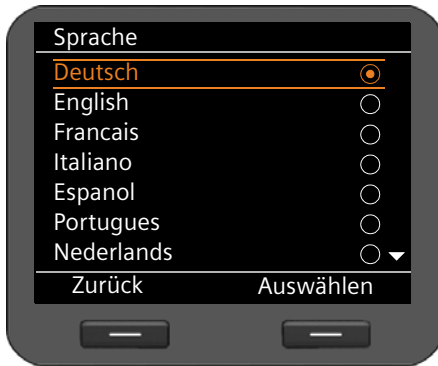 Sprache
Deutsch
English
Francais
Italiano
Espanol
Portugues
Nederlands
Zurück Auswählen